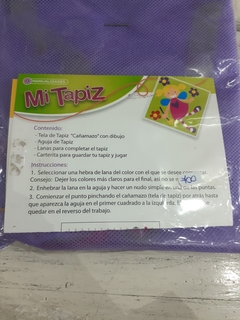 Mi Tapiz
Contenido:
- Tela de Tapiz "Cañamazo" con dibujo
- Aguja de Tapiz
- Lanas para completar el tapiz
- Carterita para guardar tu tapiz y jugar
Instrucciones:
1. Seleccionar una hebra de lana del color con el que se desee
Consejo: Dejer los colores más claros para el final, así no se
2. Enhebrar la lana en la aguja y hacer un nudo simple en una de las puntas.
3. Comienzar el punto pinchando el cañamazo (tela de tapiz) por atrás hasta
que aparezca la aguja en el primer cuadrado a la izquierda. El
quedar en el reverso del trabajo.